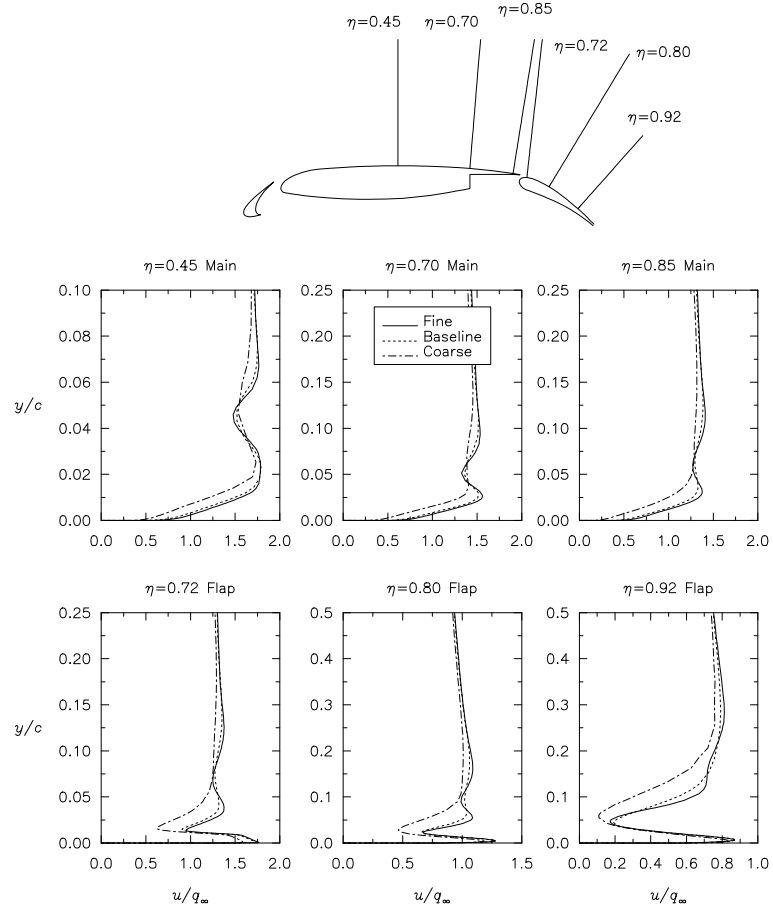 η=0.45
η=0.70
η=0.85
η=0.72
η=0.80
η=0.92
η=0.45 Main
η=0.70 Main
η=0.85 Main
0.10
0.08
0.06
0.04
0.02
0.00
y/c
0.0 0.5 1.0 1.5 2.0
0.25
0.25
0.15
0.10
0.05
0.00
Fine
Baseline
Coarse
0.0 0.5 1.0 1.5 2.0
0.25
0.25
0.15
0.10
0.05
0.00
0.0 0.5 1.0 1.5 2.0
η=0.72 Flap
η=0.80 Flap
η=0.92 Flap
0.25
0.25
0.15
0.10
0.05
0.00
y/c
0.0 0.5 1.0 1.5 2.0
u/q∞
0.5
0.4
0.3
0.2
0.1
0.0
0.0 0.5 1.0 1.5
u/q∞
0.5
0.4
0.3
0.2
0.1
0.0
0.0 0.2 0.4 0.6 0.8 1.0
u/q∞